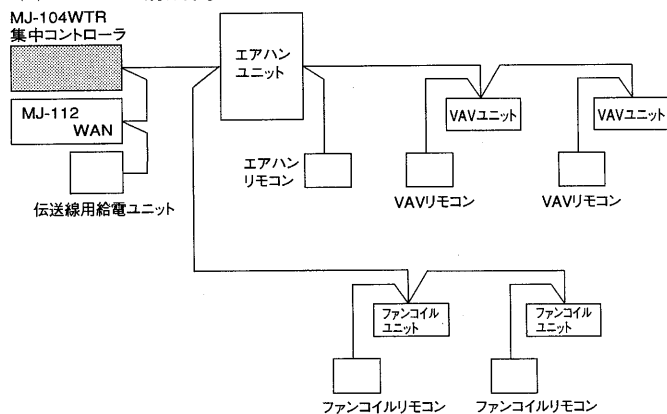 MJ-104WTR
集中コントローラ
MJ-112
WAN
伝送線用給電ユニット
エアハン
ユニット
エアハン
リモコン
VAVユニット
VAVユニット
VAVリモコン
VAVリモコン
ファンコイル
ユニット
ファンコイル
ユニット
ファンコイルリモコン
ファンコイルリモコン